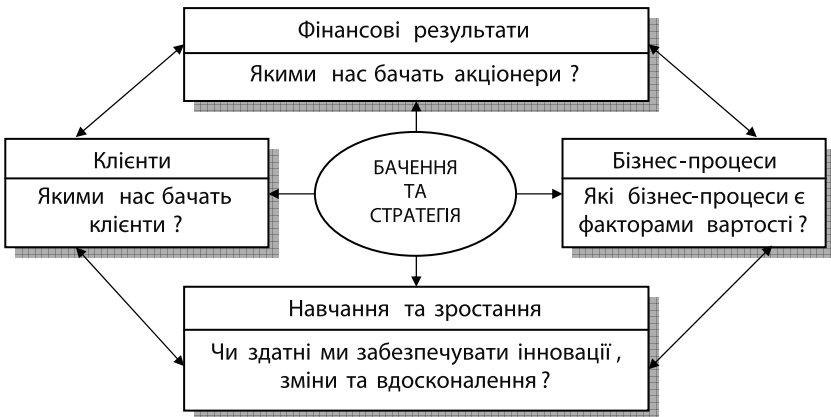 Фінансові результати
Якими нас бачать акціонери ?
Клієнти
Якими нас бачать
клієнти ?
БАЧЕННЯ
ТА
СТРАТЕГІЯ
Бізнес-процеси
Які бізнес-процеси є
факторами вартості ?
Навчання та зростання
Чи здатні ми забезпечувати інновації ,
зміни та вдосконалення ?